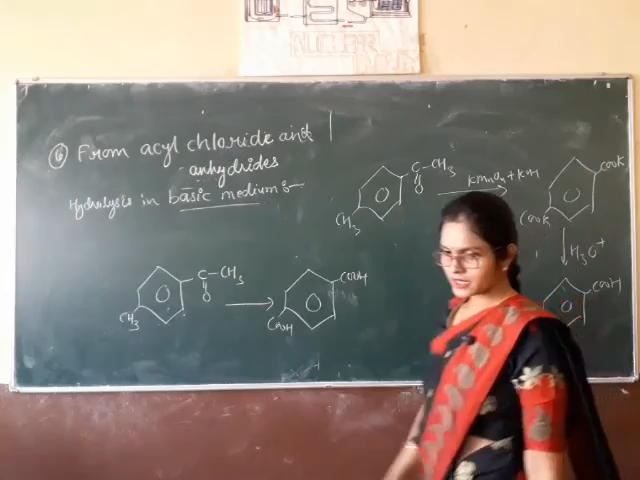 ⑥ From acyl chloride and
anhydrides
Hydrolysis in basic medium:-
C-CH3
O
CH3
COOH
COOH
C-CH3
O
CH3
KMnO4 + KOH
COOK
COOK
H3O+
COOH
NUCLEAR